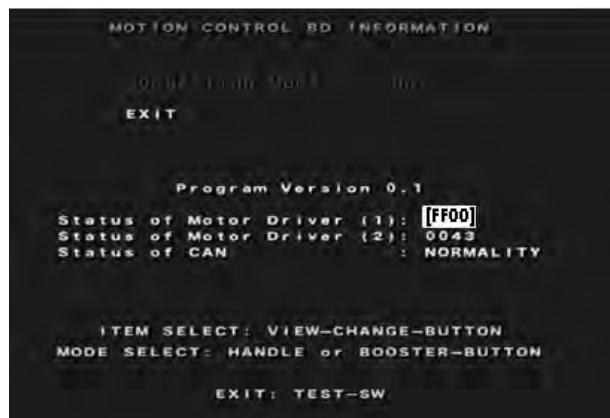 MOTION CONTROL BD INFORMATION
EXIT
Program Version 0.1
Status of Motor Driver (1): [FF00]
Status of Motor Driver (2): 0043
Status of CAN : NORMALITY
ITEM SELECT: VIEW-CHANGE-BUTTON
MODE SELECT: HANDLE or BOOSTER-BUTTON
EXIT: TEST-SW